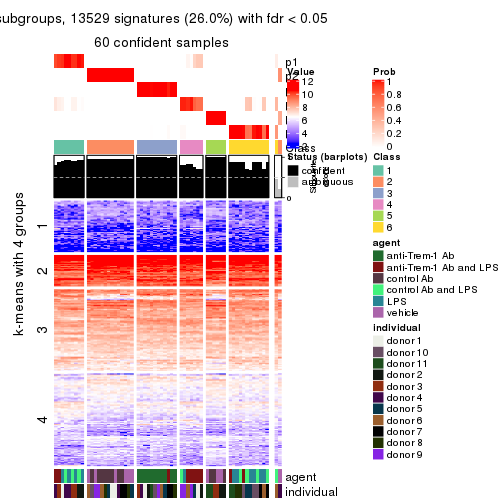 subgroups, 13529 signatures (26.0%) with fdr < 0.05
60 confident samples
p1
p2
Value
12
10
8
6
4
2
Prob
1
0.8
0.6
0.4
0.2
0
Class
Status (barplots)
confident
ambiguous
0
Class
1
2
3
4
5
6
agent
anti-Trem-1 Ab
anti-Trem-1 Ab and LPS
control Ab
control Ab and LPS
LPS
vehicle
individual
donor 1
donor 10
donor 11
donor 2
donor 3
donor 4
donor 5
donor 6
donor 7
donor 8
donor 9
k-means with 4 groups
1
2
3
4
agent
individual